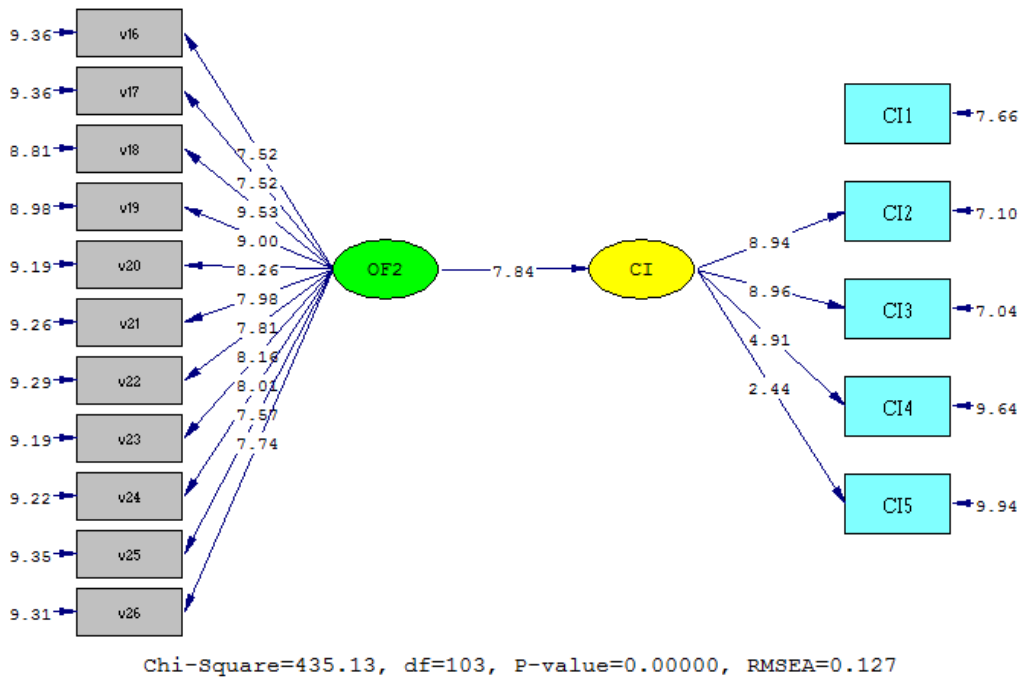 9.36 v16
9.36 v17
8.81 v18
8.98 v19
9.19 v20
9.26 v21
9.29 v22
9.19 v23
9.22 v24
9.35 v25
9.31 v26
7.52
7.52
9.53
9.00
8.26
7.98
7.81
8.16
8.01
7.57
7.74
OF2
7.84
CI
8.94
8.96
4.91
2.44
CI1 7.66
CI2 7.10
CI3 7.04
CI4 9.64
CI5 9.94
Chi-Square=435.13, df=103, P-value=0.00000, RMSEA=0.127